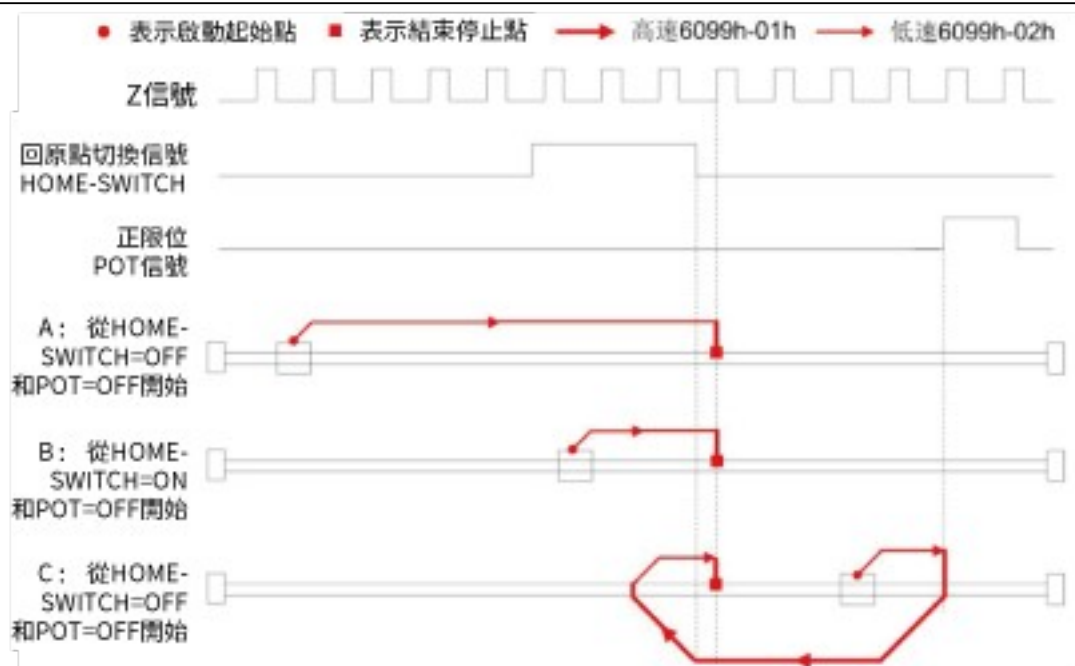 表示啟動起始點 表示結束停止點 高速6099h-01h 低速6099h-02h
Z信號
回原點切換信號
HOME-SWITCH
正限位
POT信號
A： 從HOME-
SWITCH=OFF
和POT=OFF開始
B： 從HOME-
SWITCH=ON
和POT=OFF開始
C： 從HOME-
SWITCH=OFF
和POT=OFF開始